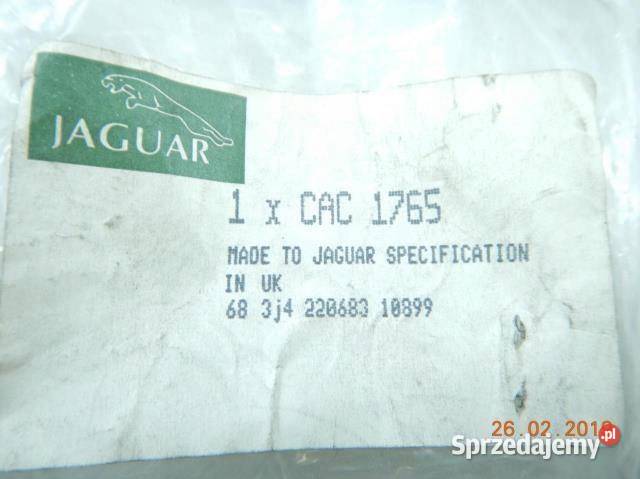 JAGUAR
1 x CAC 1765
MADE TO JAGUAR SPECIFICATION
IN UK
68 3j4 220683 10899
26.02.2010
Sprzedajemy.pl